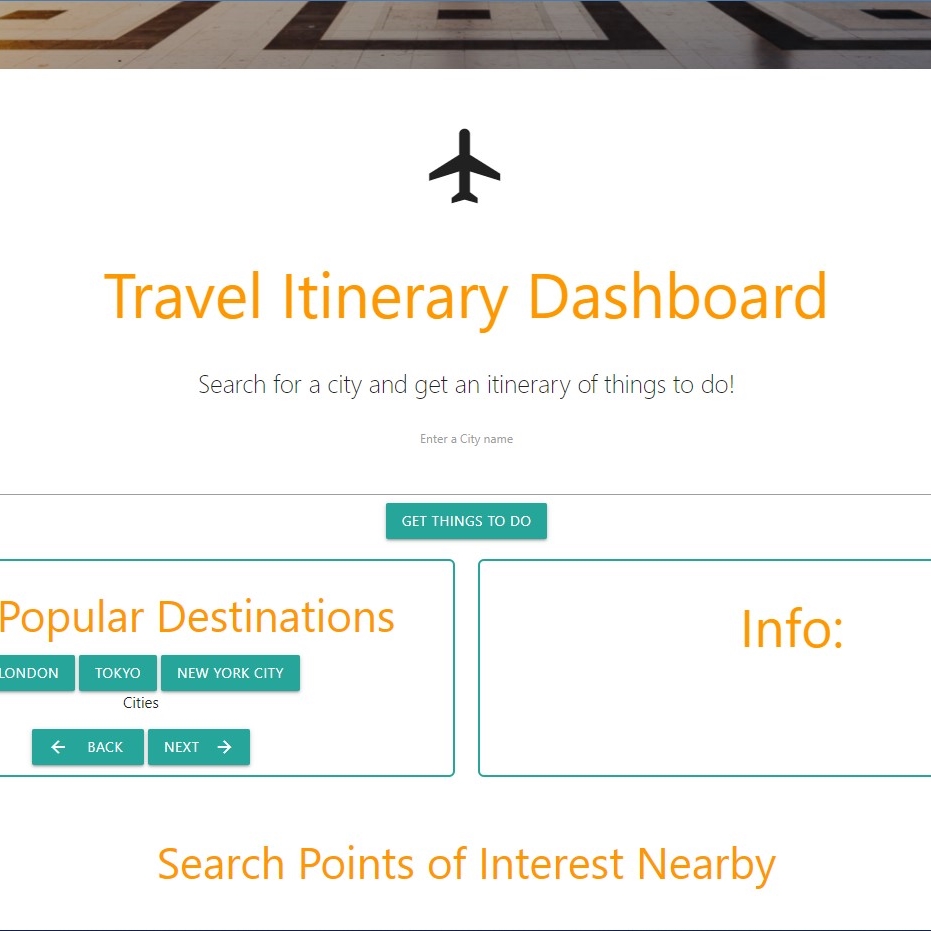 Travel Itinerary Dashboard
Search for a city and get an itinerary of things to do!
Enter a City name
GET THINGS TO DO
Popular Destinations
LONDON TOKYO NEW YORK CITY
Cities
BACK NEXT
Info:
Search Points of Interest Nearby